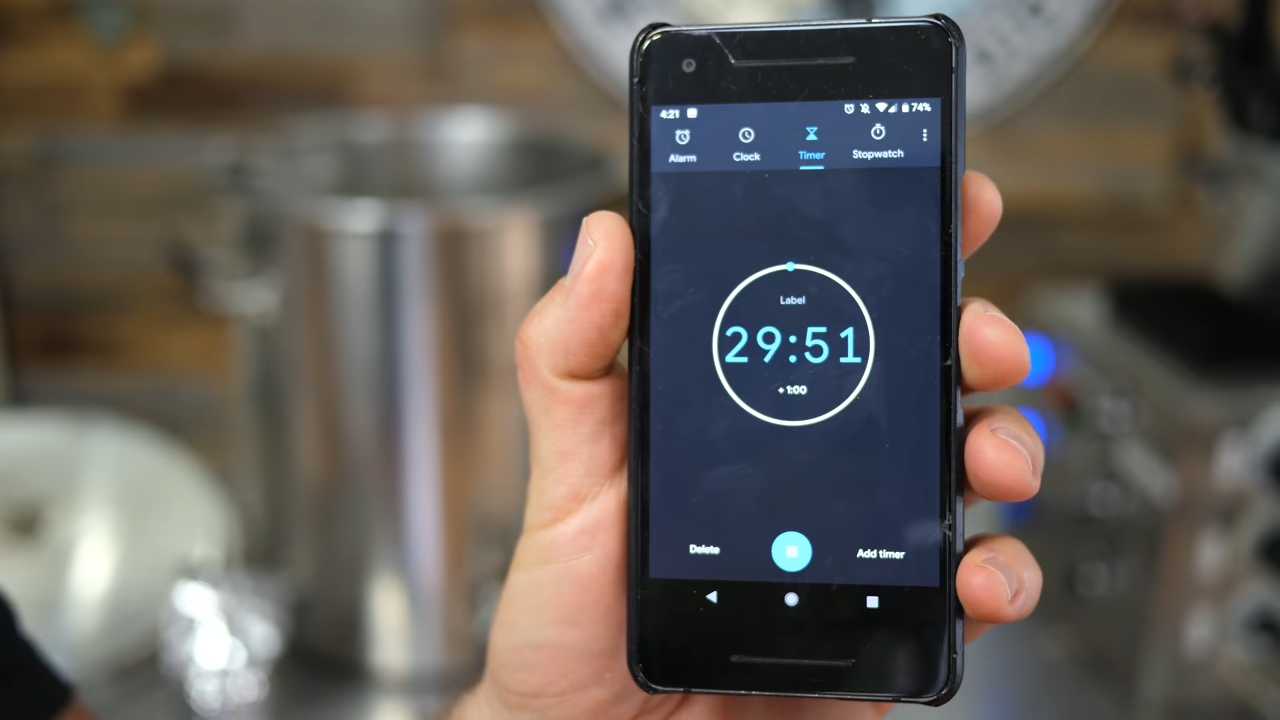 4:21 74%
Alarm Clock Timer Stopwatch
Label
29:51
+ 1:00
Delete Add timer